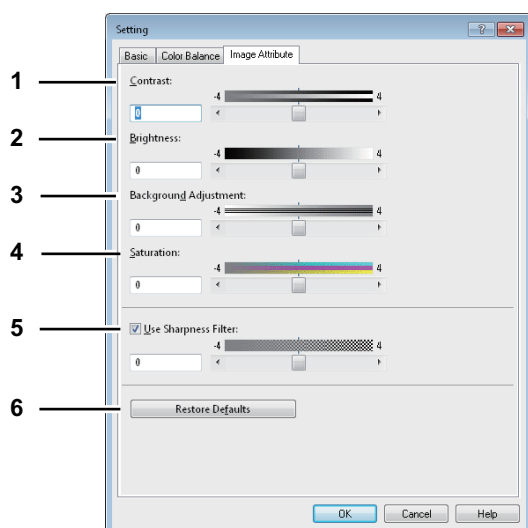 Setting
Basic Color Balance Image Attribute
1
Contrast:
-4 4
0
2
Brightness:
-4 4
0
3
Background Adjustment:
-4 4
0
4
Saturation:
-4 4
0
5
Use Sharpness Filter:
-4 4
0
6
Restore Defaults
OK Cancel Help